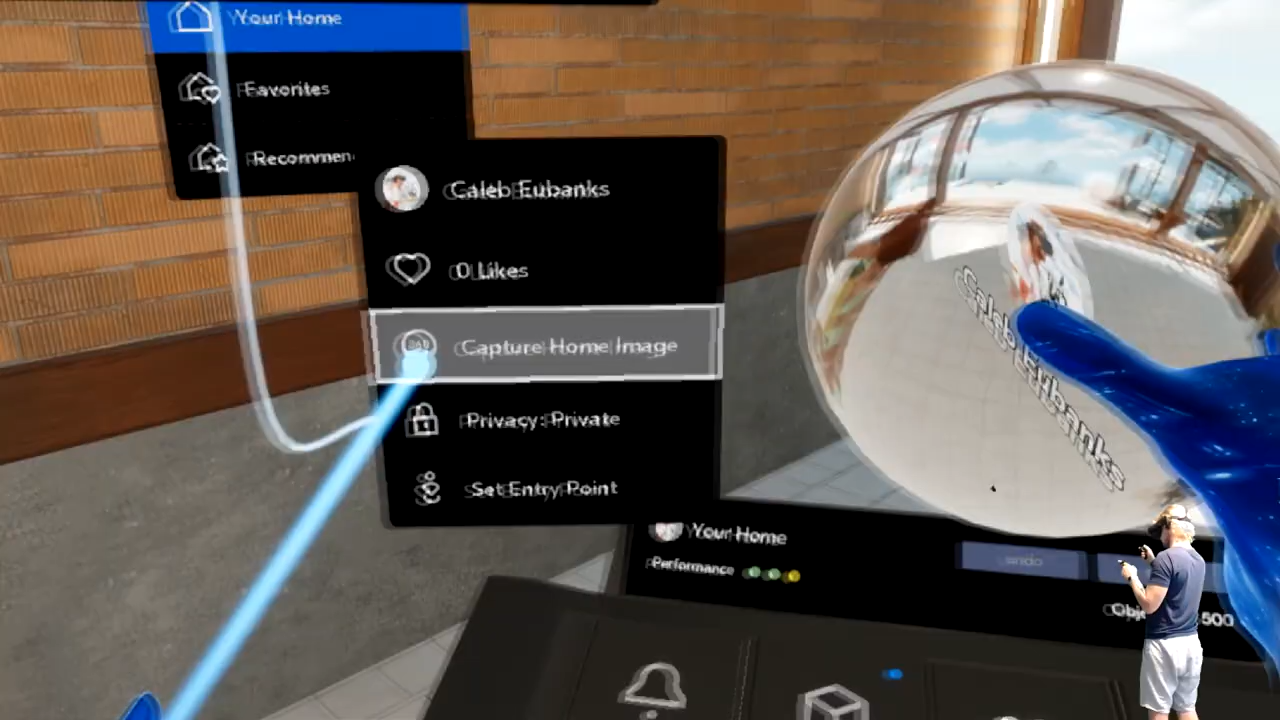 Your Home
Favorites
Recommen
Caleb Eubanks
0 Likes
Capture Home Image
Privacy: Private
Set Entry Point
Caleb Eubanks
Your Home
Performance
undo
500